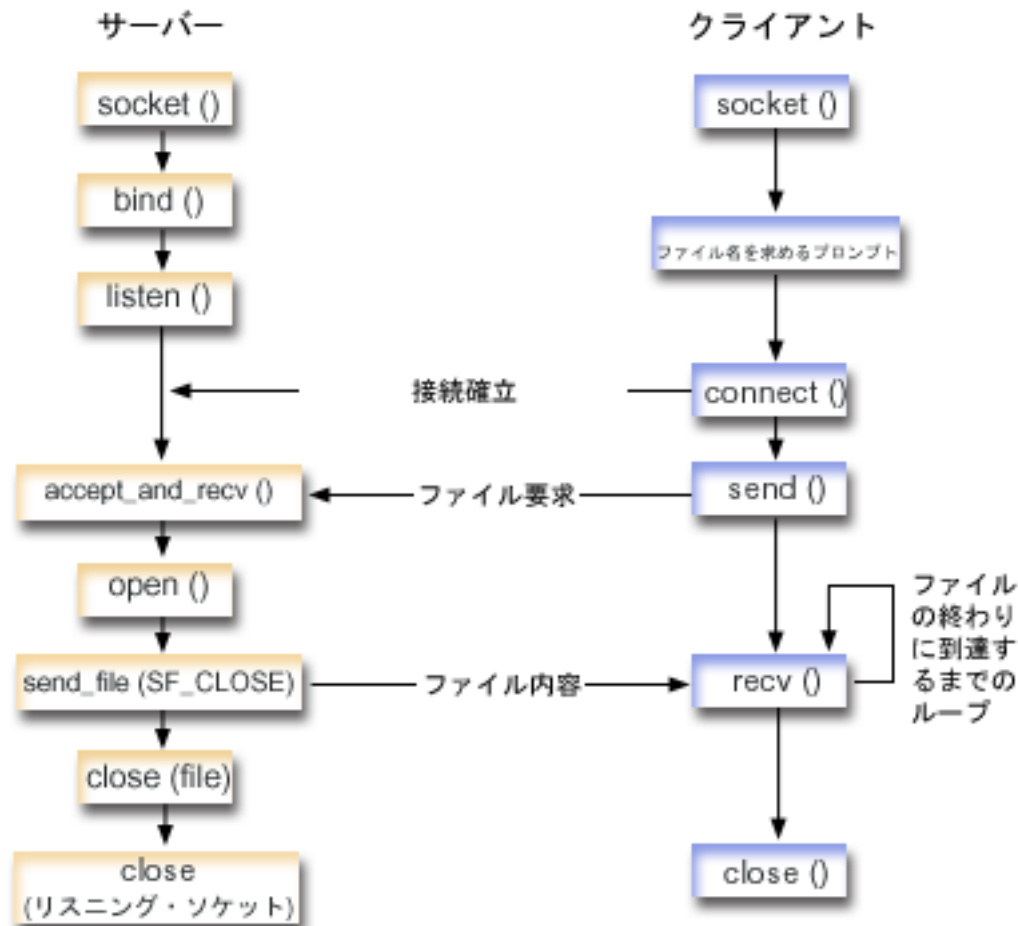 サーバー
クライアント
socket ()
socket ()
bind ()
ファイル名を求めるプロンプト
listen ()
接続確立
connect ()
accept_and_recv ()
ファイル要求
send ()
open ()
ファイル
の終わり
に到達す
るまでの
ループ
send_file (SF_CLOSE)
ファイル内容
recv ()
close (file)
close
(リスニング・ソケット)
close ()